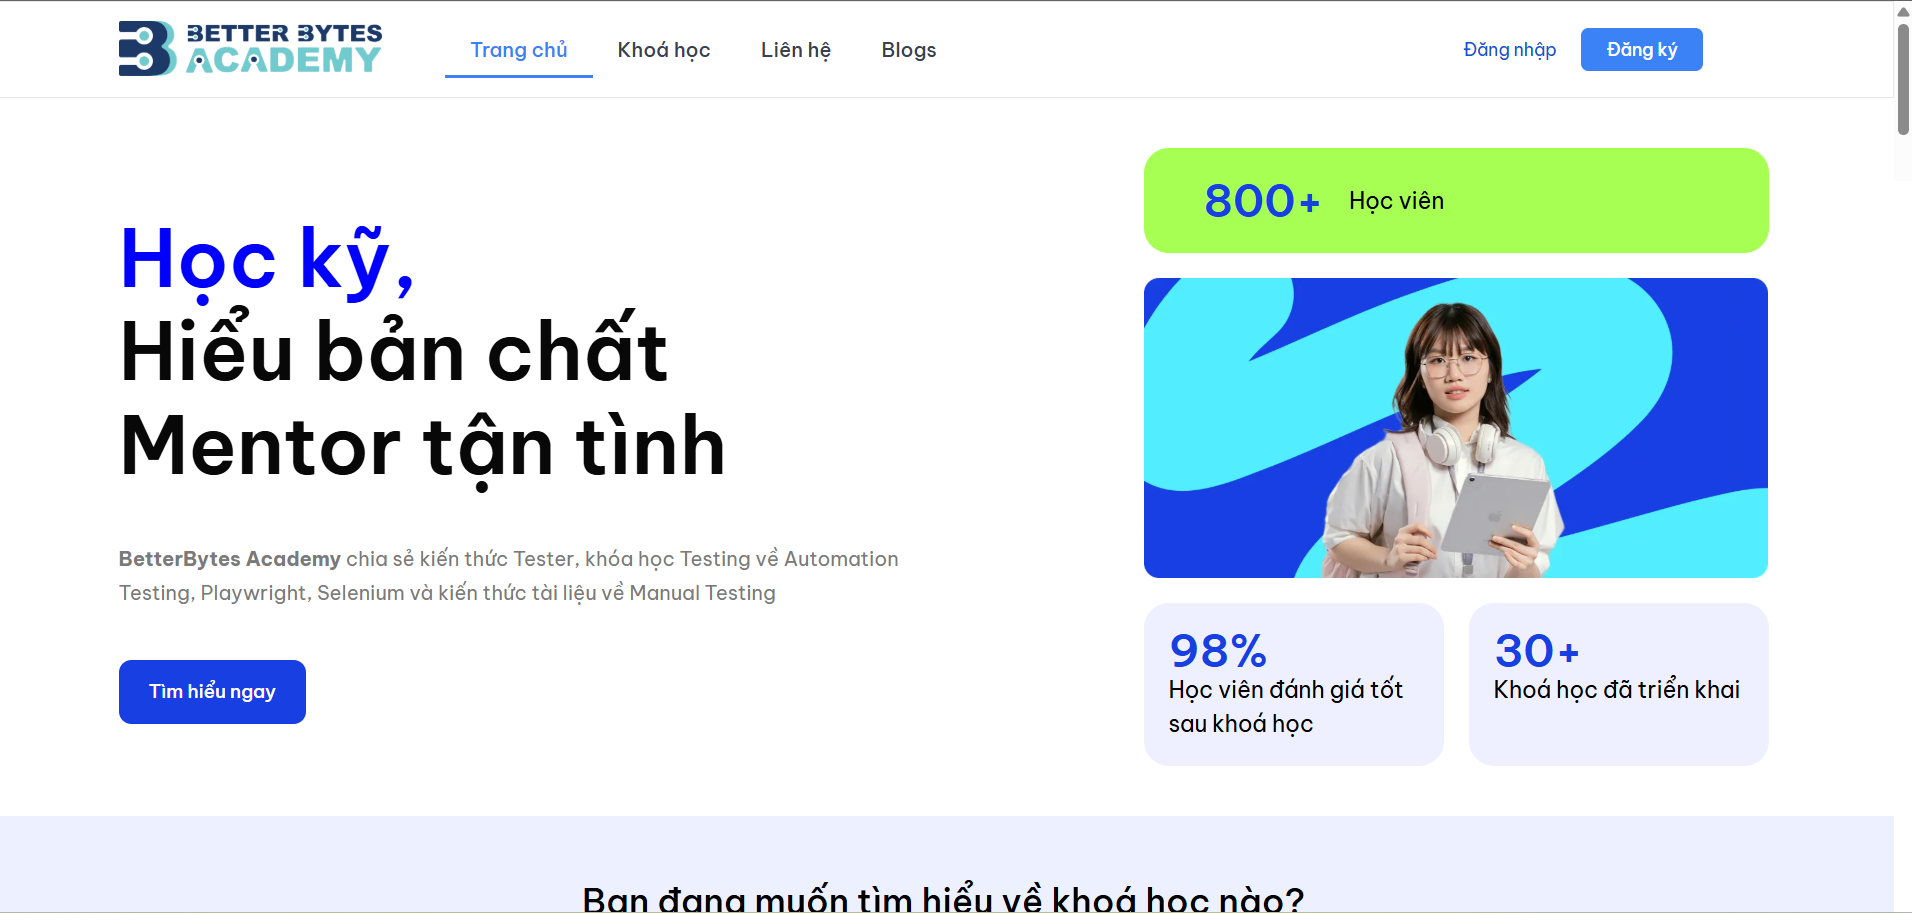 BETTER BYTES
ACADEMY
Trang chủ
Khoá học
Liên hệ
Blogs
Đăng nhập
Đăng ký
Học kỹ,
Hiểu bản chất
Mentor tận tình
BetterBytes Academy chia sẻ kiến thức Tester, khóa học Testing về Automation
Testing, Playwright, Selenium và kiến thức tài liệu về Manual Testing
Tìm hiểu ngay
800+ Học viên
98%
Học viên đánh giá tốt
sau khoá học
30+
Khoá học đã triển khai
Bạn đang muốn tìm hiểu về khoá học nào?